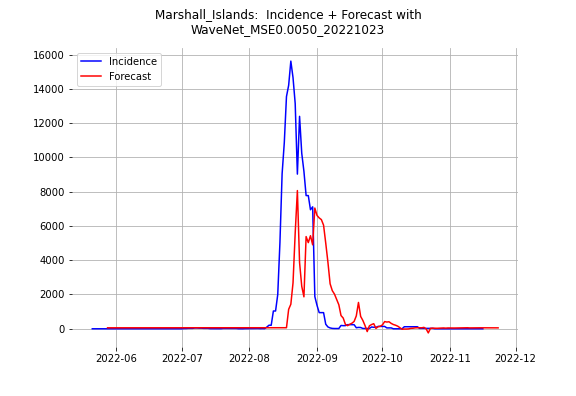 Marshall_Islands:  Incidence + Forecast with
WaveNet_MSE0.0050_20221023
Incidence
Forecast
16000
14000
12000
10000
8000
6000
4000
2000
0
2022-06 2022-07 2022-08 2022-09 2022-10 2022-11 2022-12